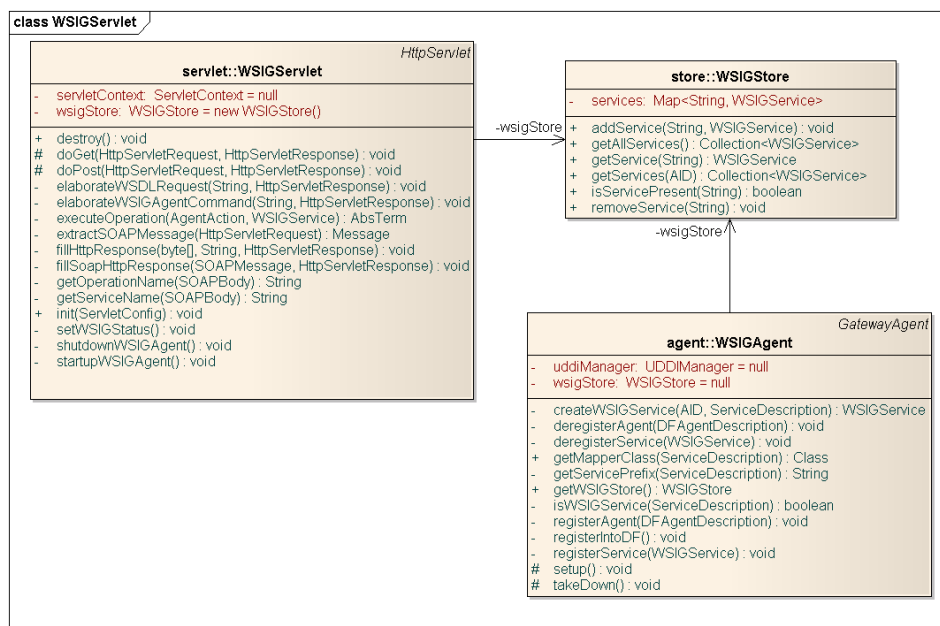 class WSIGServlet
HttpServlet
servlet::WSIGServlet
- servletContext: ServletContext = null
- wsigStore: WSIGStore = new WSIGStore()
+ destroy() : void
# doGet(HttpServletRequest, HttpServletResponse) : void
# doPost(HttpServletRequest, HttpServletResponse) : void
- elaborateWSDLRequest(String, HttpServletResponse) : void
- elaborateWSIGAgentCommand(String, HttpServletResponse) : void
- executeOperation(AgentAction, WSIGService) : AbsTerm
- extractSOAPMessage(HttpServletRequest) : Message
- fillHttpResponse(byte[], String, HttpServletResponse) : void
- fillSoapHttpResponse(SOAPMessage, HttpServletResponse) : void
- getOperationName(SOAPBody) : String
- getServiceName(SOAPBody) : String
+ init(ServletConfig) : void
- setWSIGStatus() : void
- shutdownWSIGAgent() : void
- startupWSIGAgent() : void
-wsigStore
store::WSIGStore
- services: Map<String, WSIGService>
+ addService(String, WSIGService) : void
+ getAllServices() : Collection<WSIGService>
+ getService(String) : WSIGService
+ getServices(AID) : Collection<WSIGService>
+ isServicePresent(String) : boolean
+ removeService(String) : void
-wsigStore
GatewayAgent
agent::WSIGAgent
- uddiManager: UDDIManager = null
- wsigStore: WSIGStore = null
- createWSIGService(AID, ServiceDescription) : WSIGService
- deregisterAgent(DFAgentDescription) : void
- deregisterService(WSIGService) : void
+ getMapperClass(ServiceDescription) : Class
- getServicePrefix(ServiceDescription) : String
+ getWSIGStore() : WSIGStore
- isWSIGService(ServiceDescription) : boolean
- registerAgent(DFAgentDescription) : void
- registerIntoDF() : void
- registerService(WSIGService) : void
# setup() : void
# takeDown() : void